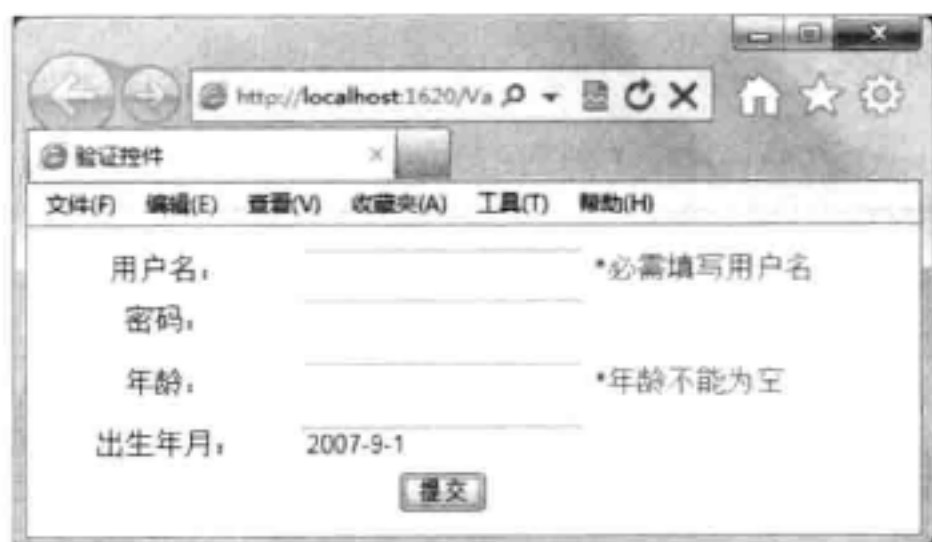 http://localhost:1620/Va
验证控件
文件(F) 编辑(E) 查看(V) 收藏夹(A) 工具(T) 帮助(H)
用户名： *必需填写用户名
密码：
年龄： *年龄不能为空
出生年月： 2007-9-1
提交